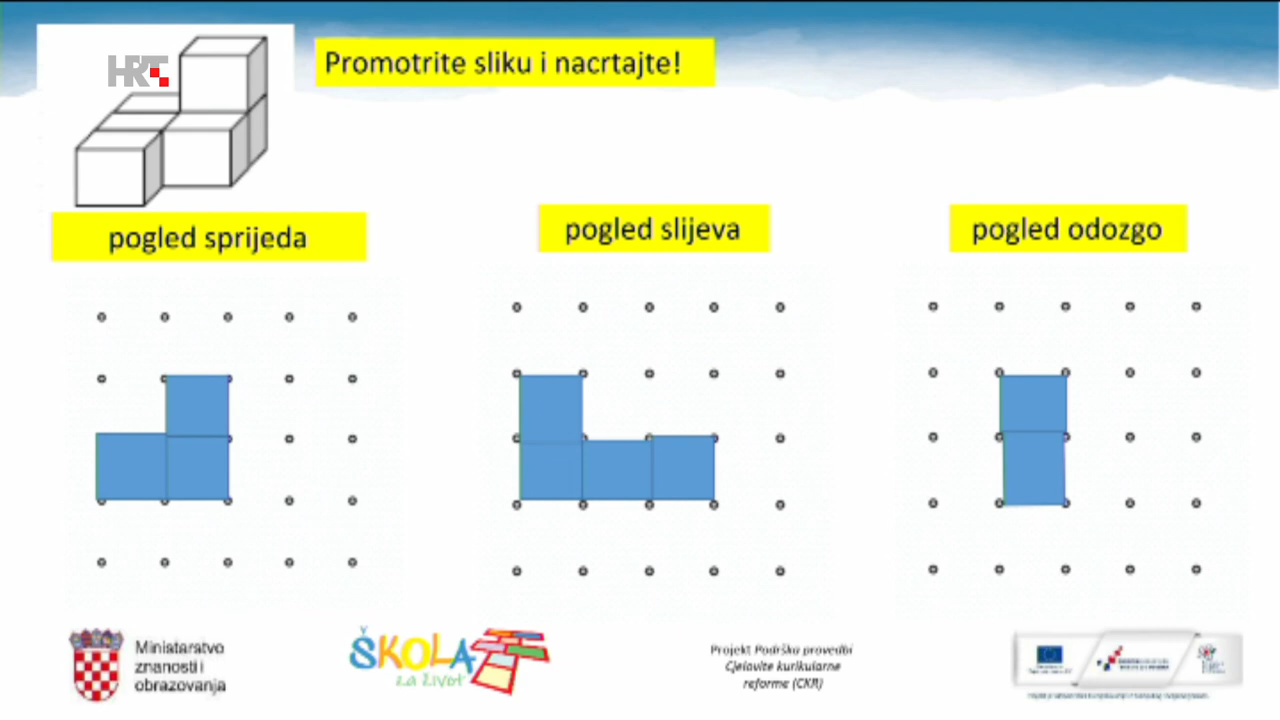 HRT
Promotrite sliku i nacrtajte!
pogled sprijeda
pogled slijeva
pogled odozgo
Ministarstvo
znanosti i
obrazovanja
ŠKOLA
za život
Projekt Podrška provedbi
Cjelovite kurikularne
reforme (CKR)